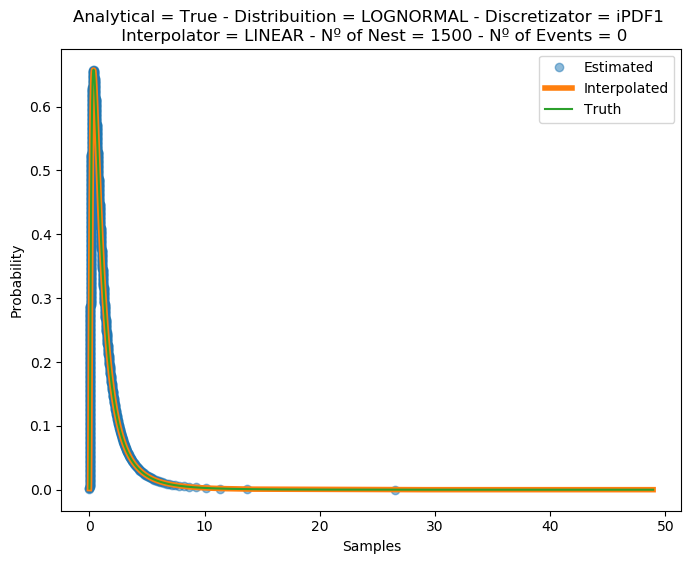 Analytical = True - Distribuition = LOGNORMAL - Discretizator = iPDF1
Interpolator = LINEAR - Nº of Nest = 1500 - Nº of Events = 0
Estimated
Interpolated
Truth
Probability
0.6
0.5
0.4
0.3
0.2
0.1
0.0
0
10
20
30
40
50
Samples